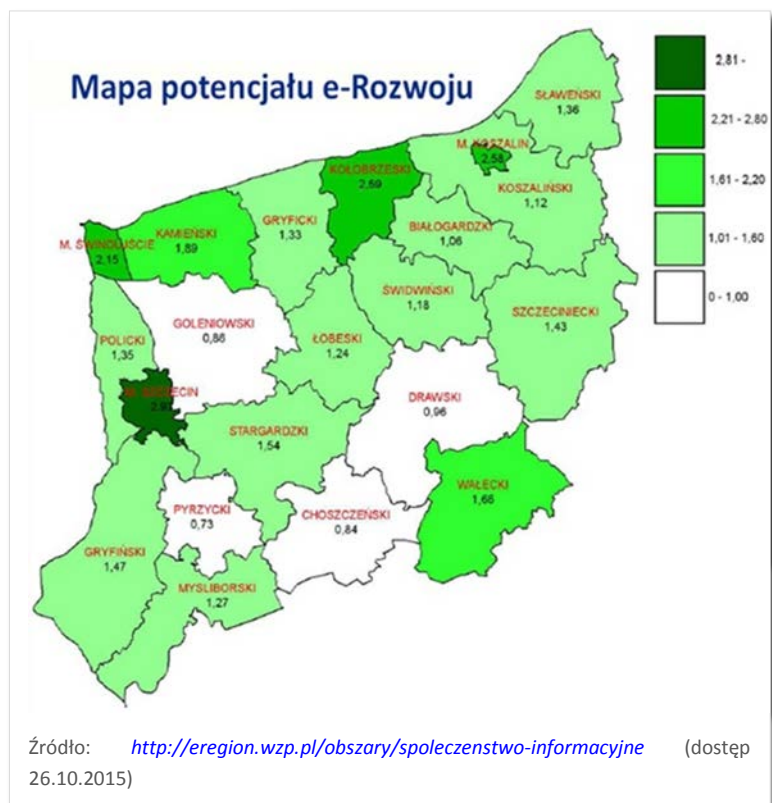 Mapa potencjału e-Rozwoju
2,81 -
2,21 - 2,80
1,61 - 2,20
1,01 - 1,60
0 - 1,00
SŁAWEŃSKI
1,36
M. KOSZALIN
2,58
KOŁOBRZESKI
2,69
KOSZALIŃSKI
1,12
GRYFICKI
1,33
BIAŁOGARDZKI
1,06
KAMIEŃSKI
1,89
M. ŚWINOUJŚCIE
2,15
ŚWIDWIŃSKI
1,18
SZCZECINECKI
1,43
GOLENIOWSKI
0,86
ŁOBESKI
1,24
POLICKI
1,35
M. SZCZECIN
DRAWSKI
0,96
STARGARDZKI
1,54
WAŁECKI
1,66
PYRZYCKI
0,73
CHOSZCZEŃSKI
0,84
GRYFIŃSKI
1,47
MYŚLIBORSKI
1,27
Źródło: http://eregion.wzp.pl/obszary/spoleczenstwo-informacyjne (dostęp
26.10.2015)